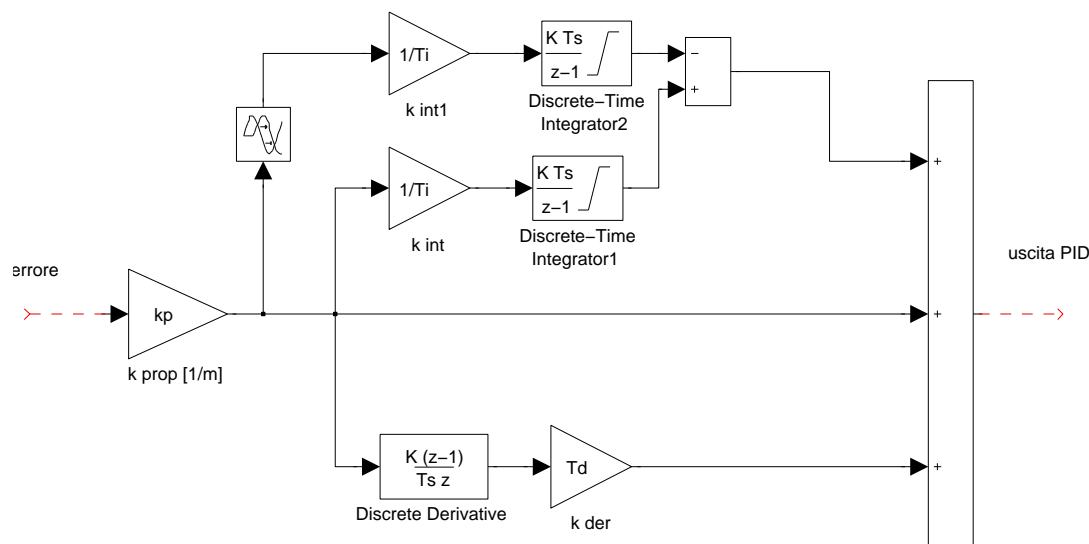 1/Ti
k int1
K Ts
z−1
Discrete−Time
Integrator2
−
+
1/Ti
k int
K Ts
z−1
Discrete−Time
Integrator1
+
errore
kp
k prop [1/m]
+
uscita PID
K (z−1)
Ts z
Discrete Derivative
Td
k der
+